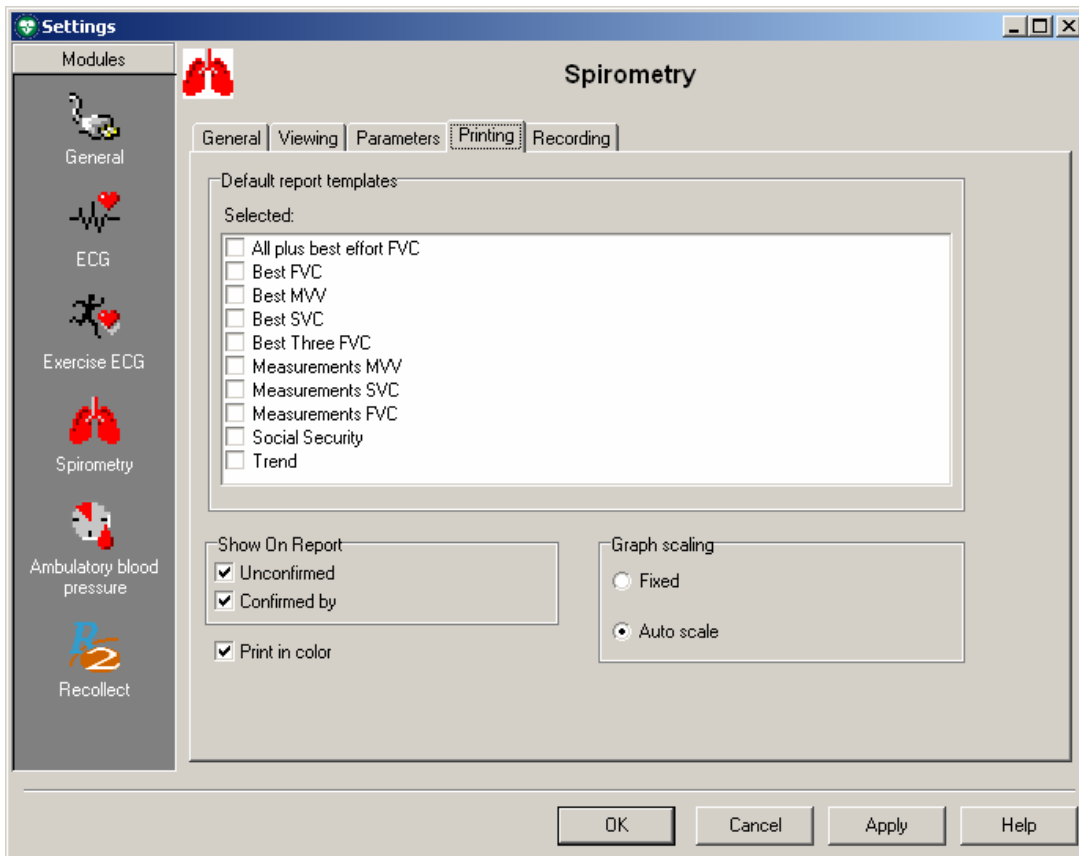 Settings
Modules
General
ECG
Exercise ECG
Spirometry
Ambulatory blood
pressure
Recollect
Spirometry
General
Viewing
Parameters
Printing
Recording
Default report templates
Selected:
All plus best effort FVC
Best FVC
Best MVV
Best SVC
Best Three FVC
Measurements MVV
Measurements SVC
Measurements FVC
Social Security
Trend
Show On Report
Unconfirmed
Confirmed by
Print in color
Graph scaling
Fixed
Auto scale
OK
Cancel
Apply
Help